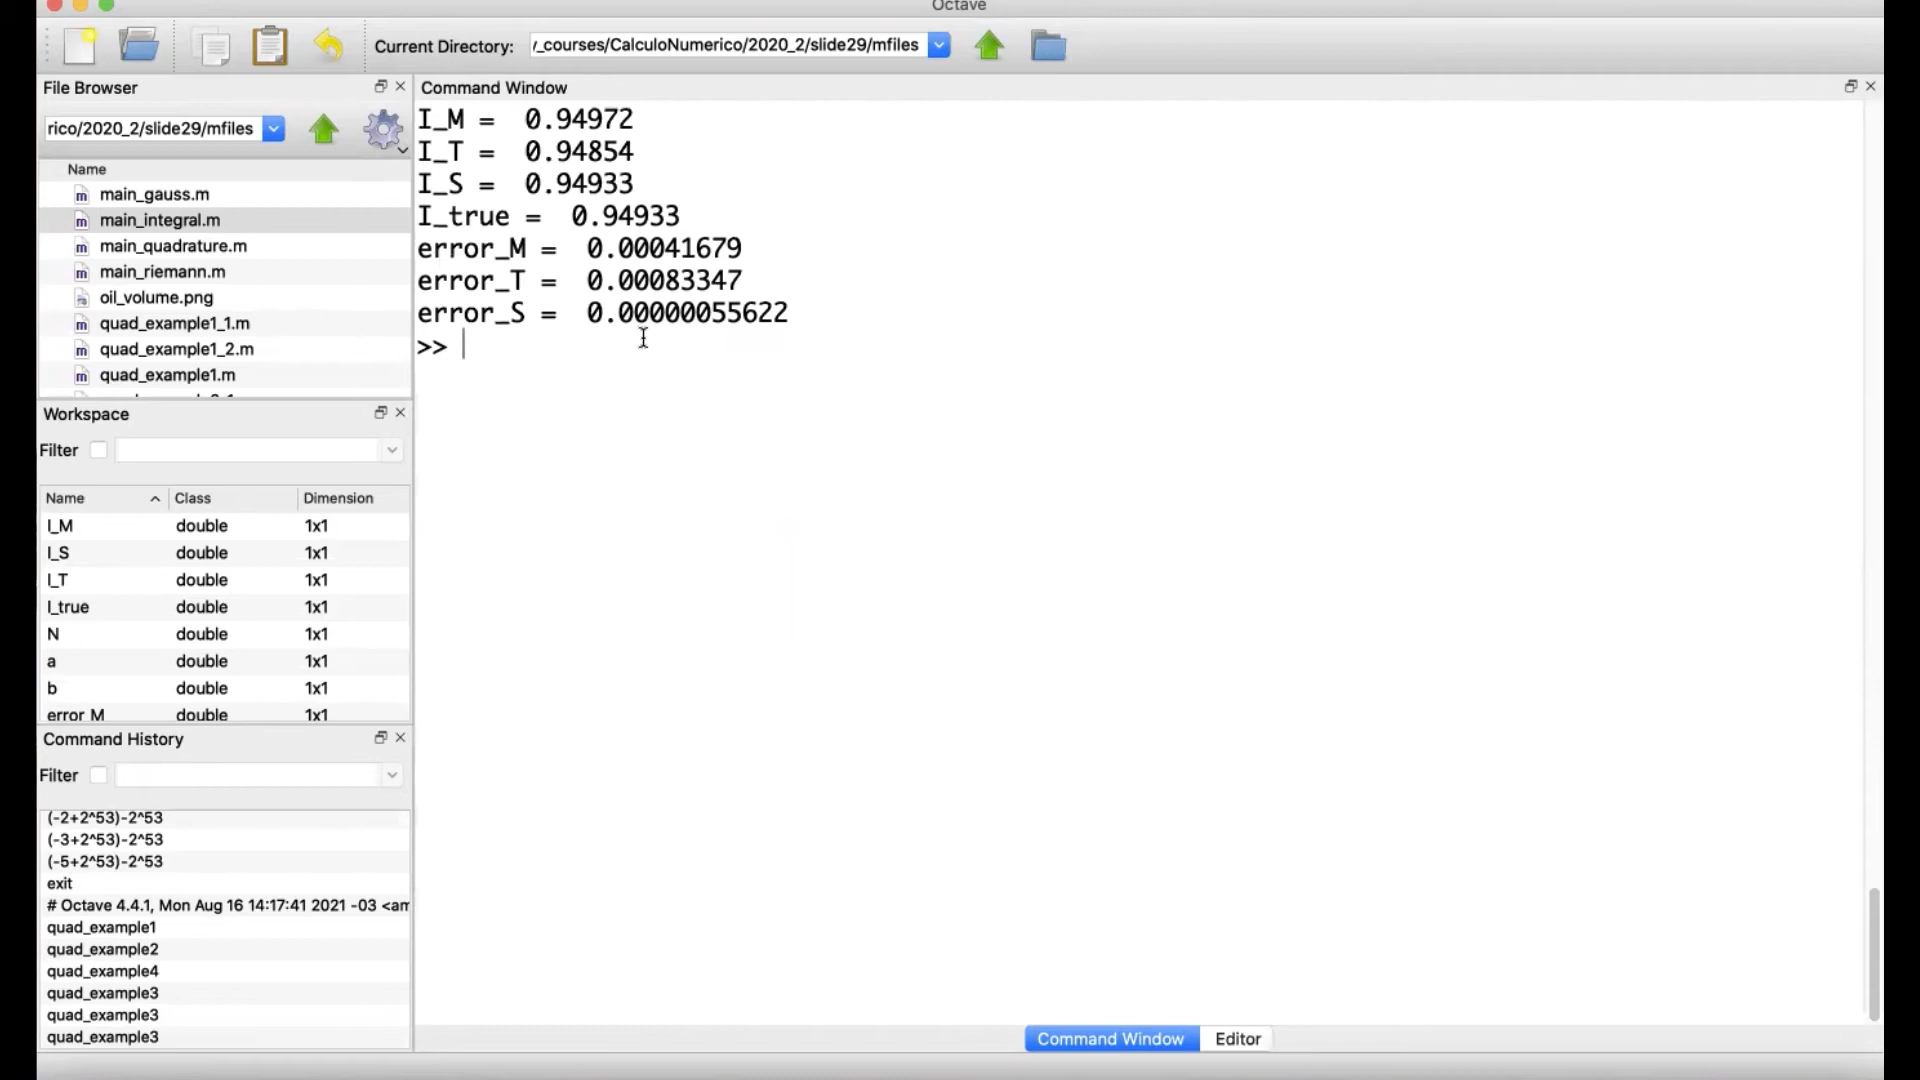 Octave
Current Directory: /_courses/CalculoNumerico/2020_2/slide29/mfiles
File Browser
rico/2020_2/slide29/mfiles
Name
main_gauss.m
main_integral.m
main_quadrature.m
main_riemann.m
oil_volume.png
quad_example1_1.m
quad_example1_2.m
quad_example1.m
Workspace
Filter
Name Class Dimension
I_M double 1x1
I_S double 1x1
I_T double 1x1
I_true double 1x1
N double 1x1
a double 1x1
b double 1x1
error_M double 1x1
Command History
Filter
(-2+2^53)-2^53
(-3+2^53)-2^53
(-5+2^53)-2^53
exit
# Octave 4.4.1, Mon Aug 16 14:17:41 2021 -03 <am
quad_example1
quad_example2
quad_example4
quad_example3
quad_example3
quad_example3
Command Window
I_M = 0.94972
I_T = 0.94854
I_S = 0.94933
I_true = 0.94933
error_M = 0.00041679
error_T = 0.00083347
error_S = 0.00000055622
>>
Command Window Editor